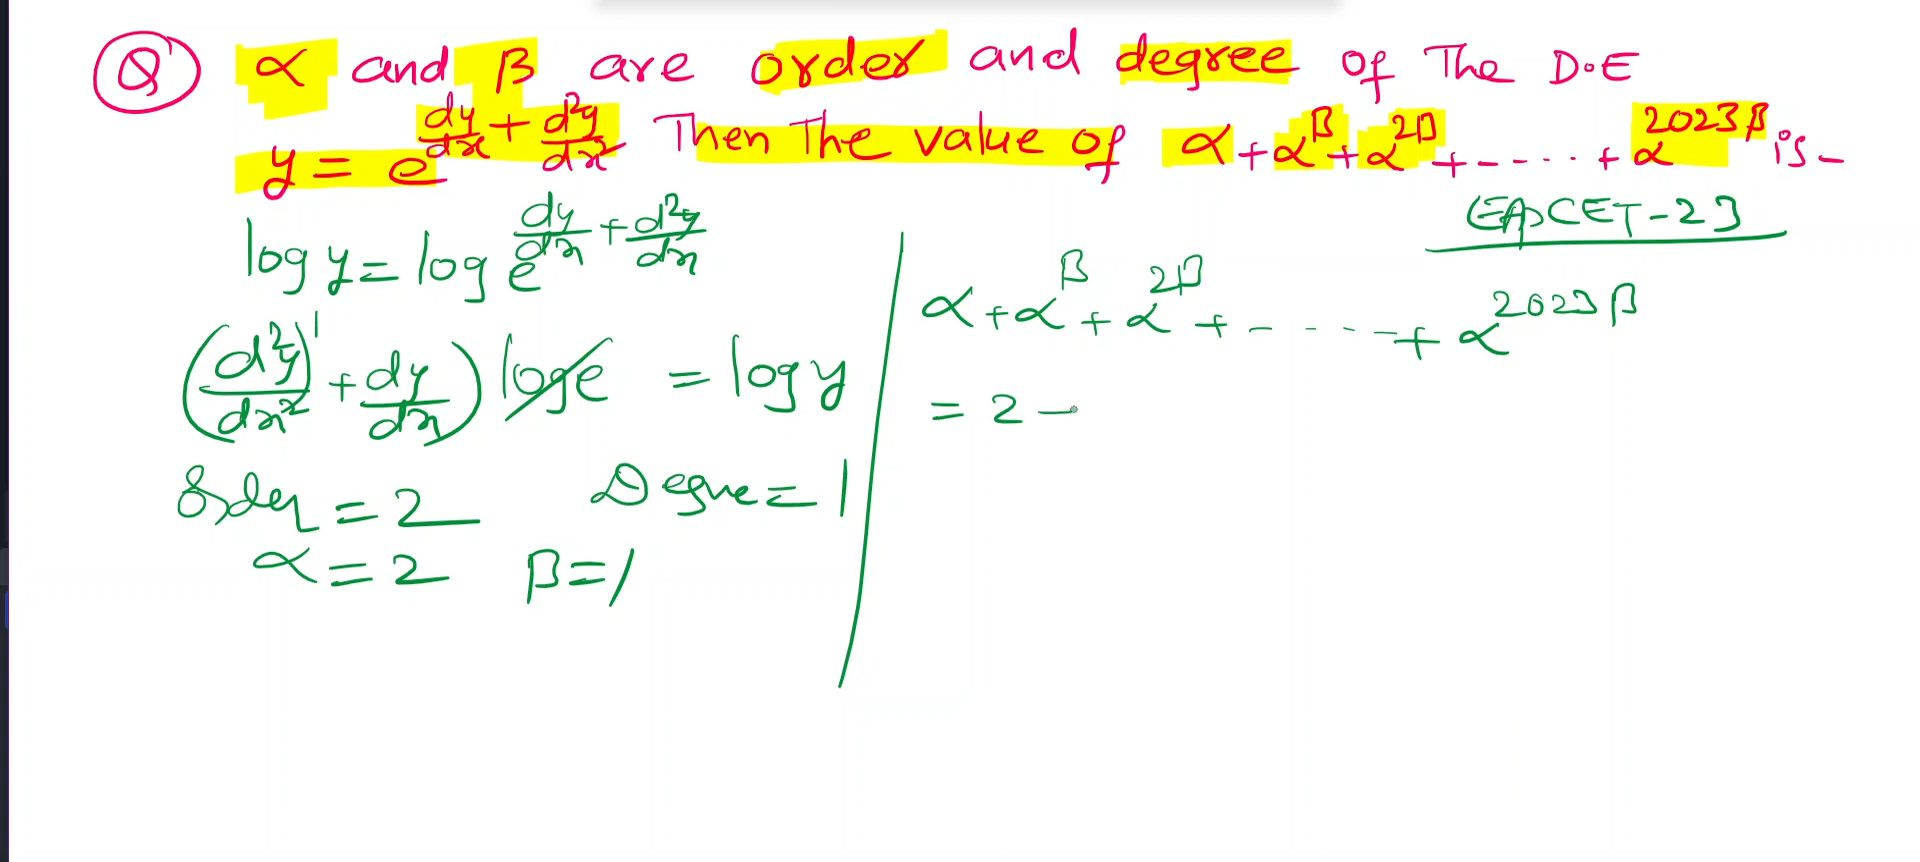 Q α and β are order and degree of The D.E
y = e^(dy/dx + d²y/dx²) Then The value of α + α^β + α^2β + - - - · · · + α^2023β is -
(EAPCET-23)
log y = log e^(dy/dx + d²y/dx)
(d²y/dx²)¹ + dy/dx) log e = log y
Order = 2 Degree = 1
α = 2 β = 1
α + α^β + α^2β + - - · · - + α^2023β
= 2 -